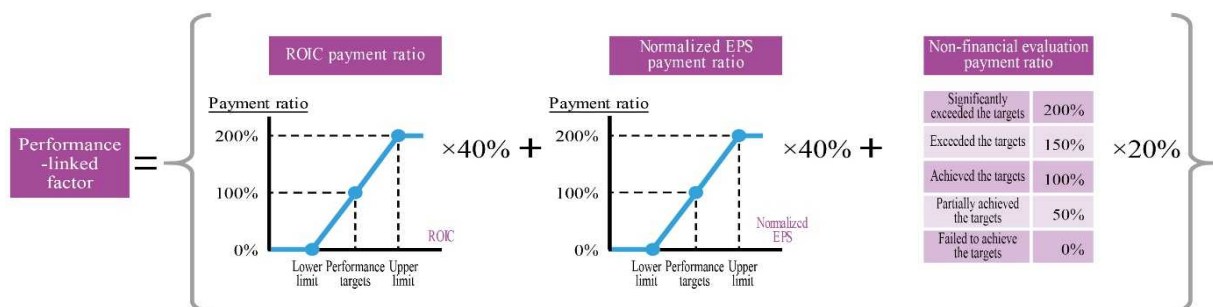 Performance
-linked
factor
=
ROIC payment ratio
Payment ratio
200%
100%
0%
ROIC
Lower
limit
Performance
targets
Upper
limit
×40% +
Normalized EPS
payment ratio
Payment ratio
200%
100%
0%
Normalized
EPS
Lower
limit
Performance
targets
Upper
limit
×40% +
Non-financial evaluation
payment ratio
Significantly
exceeded the targets
200%
Exceeded the targets
150%
Achieved the targets
100%
Partially achieved
the targets
50%
Failed to achieve
the targets
0%
×20%